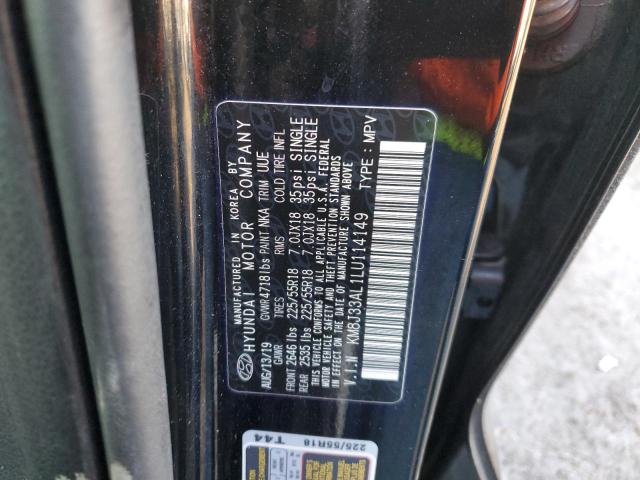 MANUFACTURED IN KOREA BY
HYUNDAI MOTOR COMPANY
AUG/13/19 GVWR 4718lbs PAINT NKA TRIM UUE
GAWR TIRES RIMS COLD TIRE INFL
FRONT 2646 lbs 225/55R18 7.0JX18 35psi SINGLE
REAR 2535 lbs 225/55R18 7.0JX18 35psi SINGLE
THIS VEHICLE CONFORMS TO ALL APPLICABLE U.S.A. FEDERAL
MOTOR VEHICLE SAFETY AND THEFT PREVENTION STANDARDS
IN EFFECT ON THE DATE OF MANUFACTURE SHOWN ABOVE
V.I.N KM8J33AL1LU114149 TYPE : MPV
225/55R18
T44